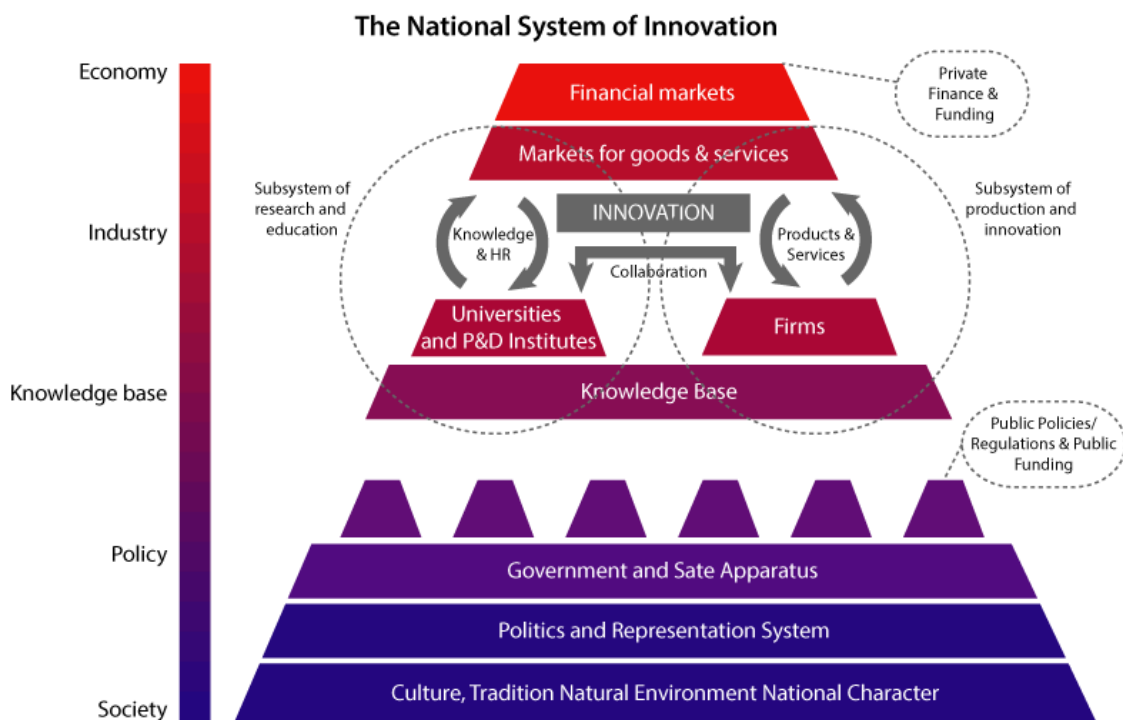 The National System of Innovation
Economy
Financial markets
Private
Finance &
Funding
Markets for goods & services
Subsystem of
research and
education
Subsystem of
production and
innovation
Industry
INNOVATION
Knowledge
& HR
Products &
Services
Collaboration
Universities
and P&D Institutes
Firms
Knowledge base
Knowledge Base
Public Policies/
Regulations & Public
Funding
Policy
Government and Sate Apparatus
Politics and Representation System
Culture, Tradition Natural Environment National Character
Society